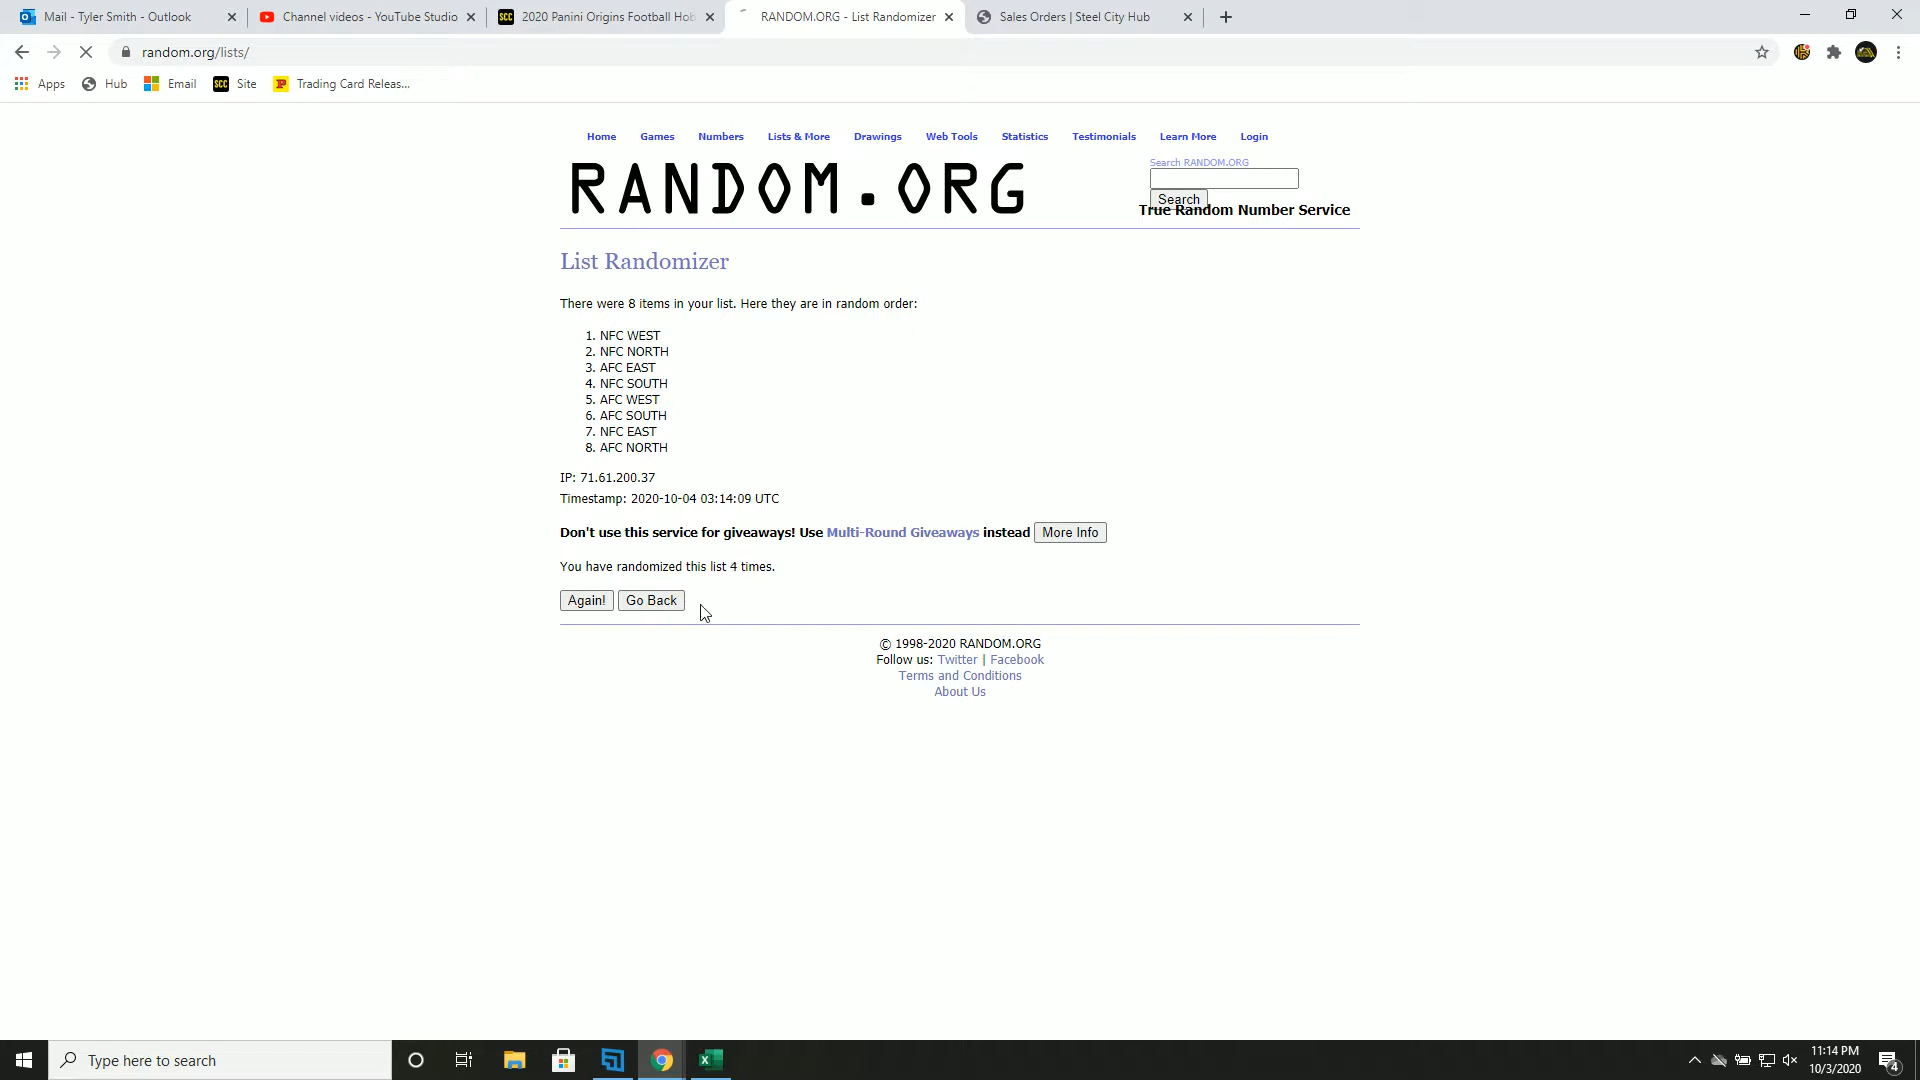 Mail - Tyler Smith - Outlook
Channel videos - YouTube Studio
SCC 2020 Panini Origins Football Hob
RANDOM.ORG - List Randomizer
Sales Orders | Steel City Hub
random.org/lists/
Apps
Hub
Email
SCC Site
Trading Card Releas...
Home Games Numbers Lists & More Drawings Web Tools Statistics Testimonials Learn More Login
RANDOM.ORG
Search RANDOM.ORG
Search
True Random Number Service
List Randomizer
There were 8 items in your list. Here they are in random order:
1. NFC WEST
2. NFC NORTH
3. AFC EAST
4. NFC SOUTH
5. AFC WEST
6. AFC SOUTH
7. NFC EAST
8. AFC NORTH
IP: 71.61.200.37
Timestamp: 2020-10-04 03:14:09 UTC
Don't use this service for giveaways! Use Multi-Round Giveaways instead More Info
You have randomized this list 4 times.
Again! Go Back
© 1998-2020 RANDOM.ORG
Follow us: Twitter | Facebook
Terms and Conditions
About Us
Type here to search
11:14 PM
10/3/2020
4